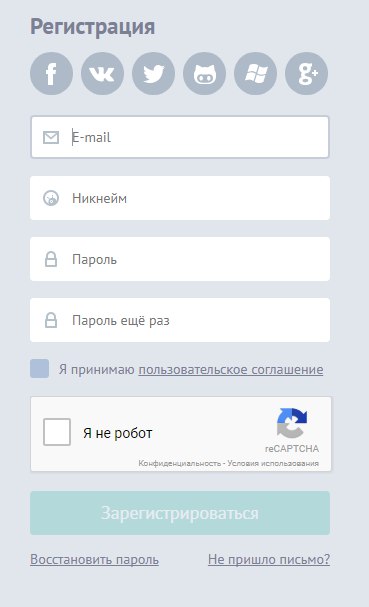 Регистрация
E-mail
Никнейм
Пароль
Пароль ещё раз
Я принимаю пользовательское соглашение
Я не робот
reCAPTCHA
Конфиденциальность - Условия использования
Зарегистрироваться
Восстановить пароль Не пришло письмо?